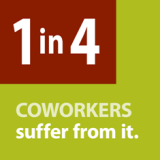 1 in 4
COWORKERS
suffer from it.